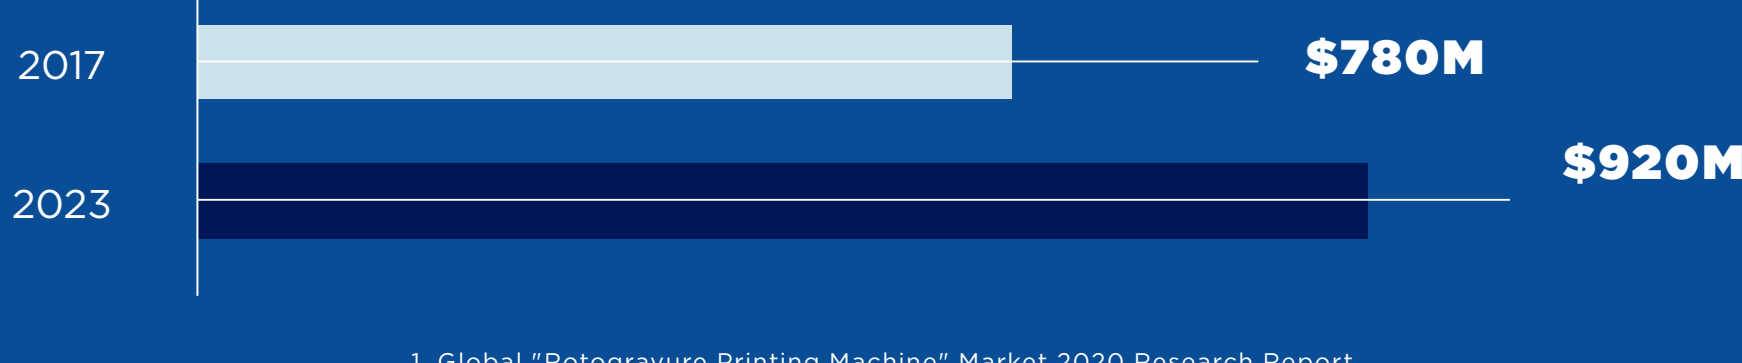 2017
$780M
2023
$920M
1. Global "Rotogravure Printing Machine" Market 2020 Research Report